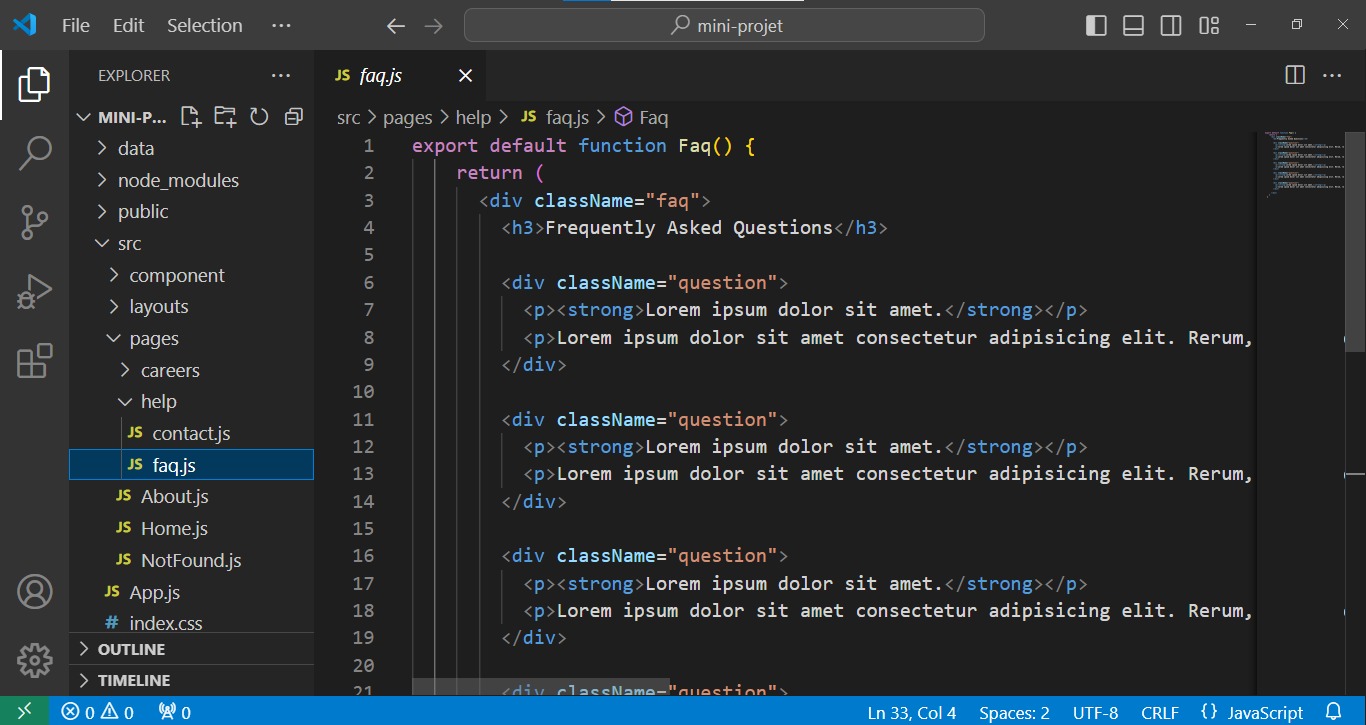 File Edit Selection ···
mini-projet
EXPLORER ···
MINI-P...
data
node_modules
public
src
component
layouts
pages
careers
help
JS contact.js
JS faq.js
JS About.js
JS Home.js
JS NotFound.js
JS App.js
# index.css
OUTLINE
TIMELINE
JS faq.js
src > pages > help > JS faq.js > Faq
1 export default function Faq() {
2 return (
3 <div className="faq">
4 <h3>Frequently Asked Questions</h3>
5
6 <div className="question">
7 <p><strong>Lorem ipsum dolor sit amet.</strong></p>
8 <p>Lorem ipsum dolor sit amet consectetur adipisicing elit. Rerum,
9 </div>
10
11 <div className="question">
12 <p><strong>Lorem ipsum dolor sit amet.</strong></p>
13 <p>Lorem ipsum dolor sit amet consectetur adipisicing elit. Rerum,
14 </div>
15
16 <div className="question">
17 <p><strong>Lorem ipsum dolor sit amet.</strong></p>
18 <p>Lorem ipsum dolor sit amet consectetur adipisicing elit. Rerum,
19 </div>
20
21 <div className="question">
0 0 0 Ln 33, Col 4 Spaces: 2 UTF-8 CRLF {} JavaScript